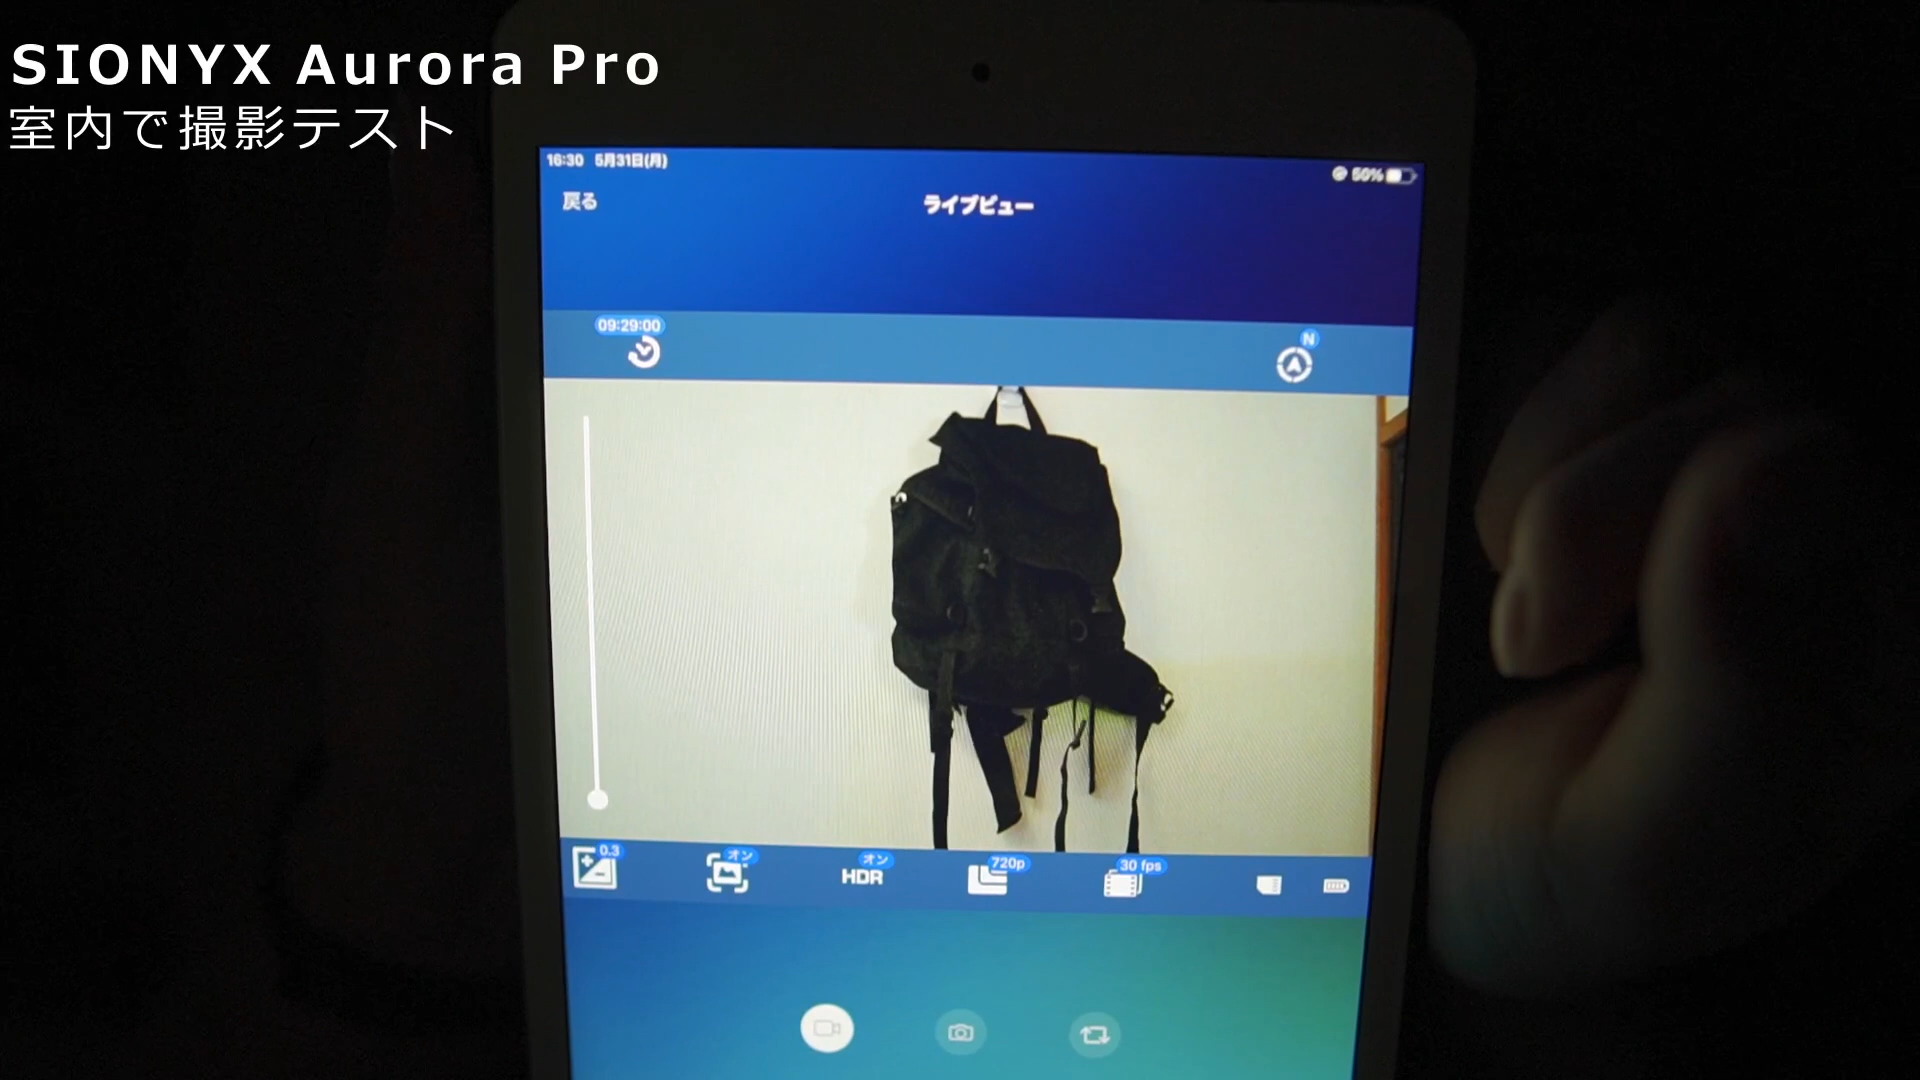 SIONYX Aurora Pro
室内で撮影テスト
16:30 5月31日(月)
50%
戻る
ライブビュー
09:29:00
N
A
0.3
オン
オン
720p
30 fps
HDR